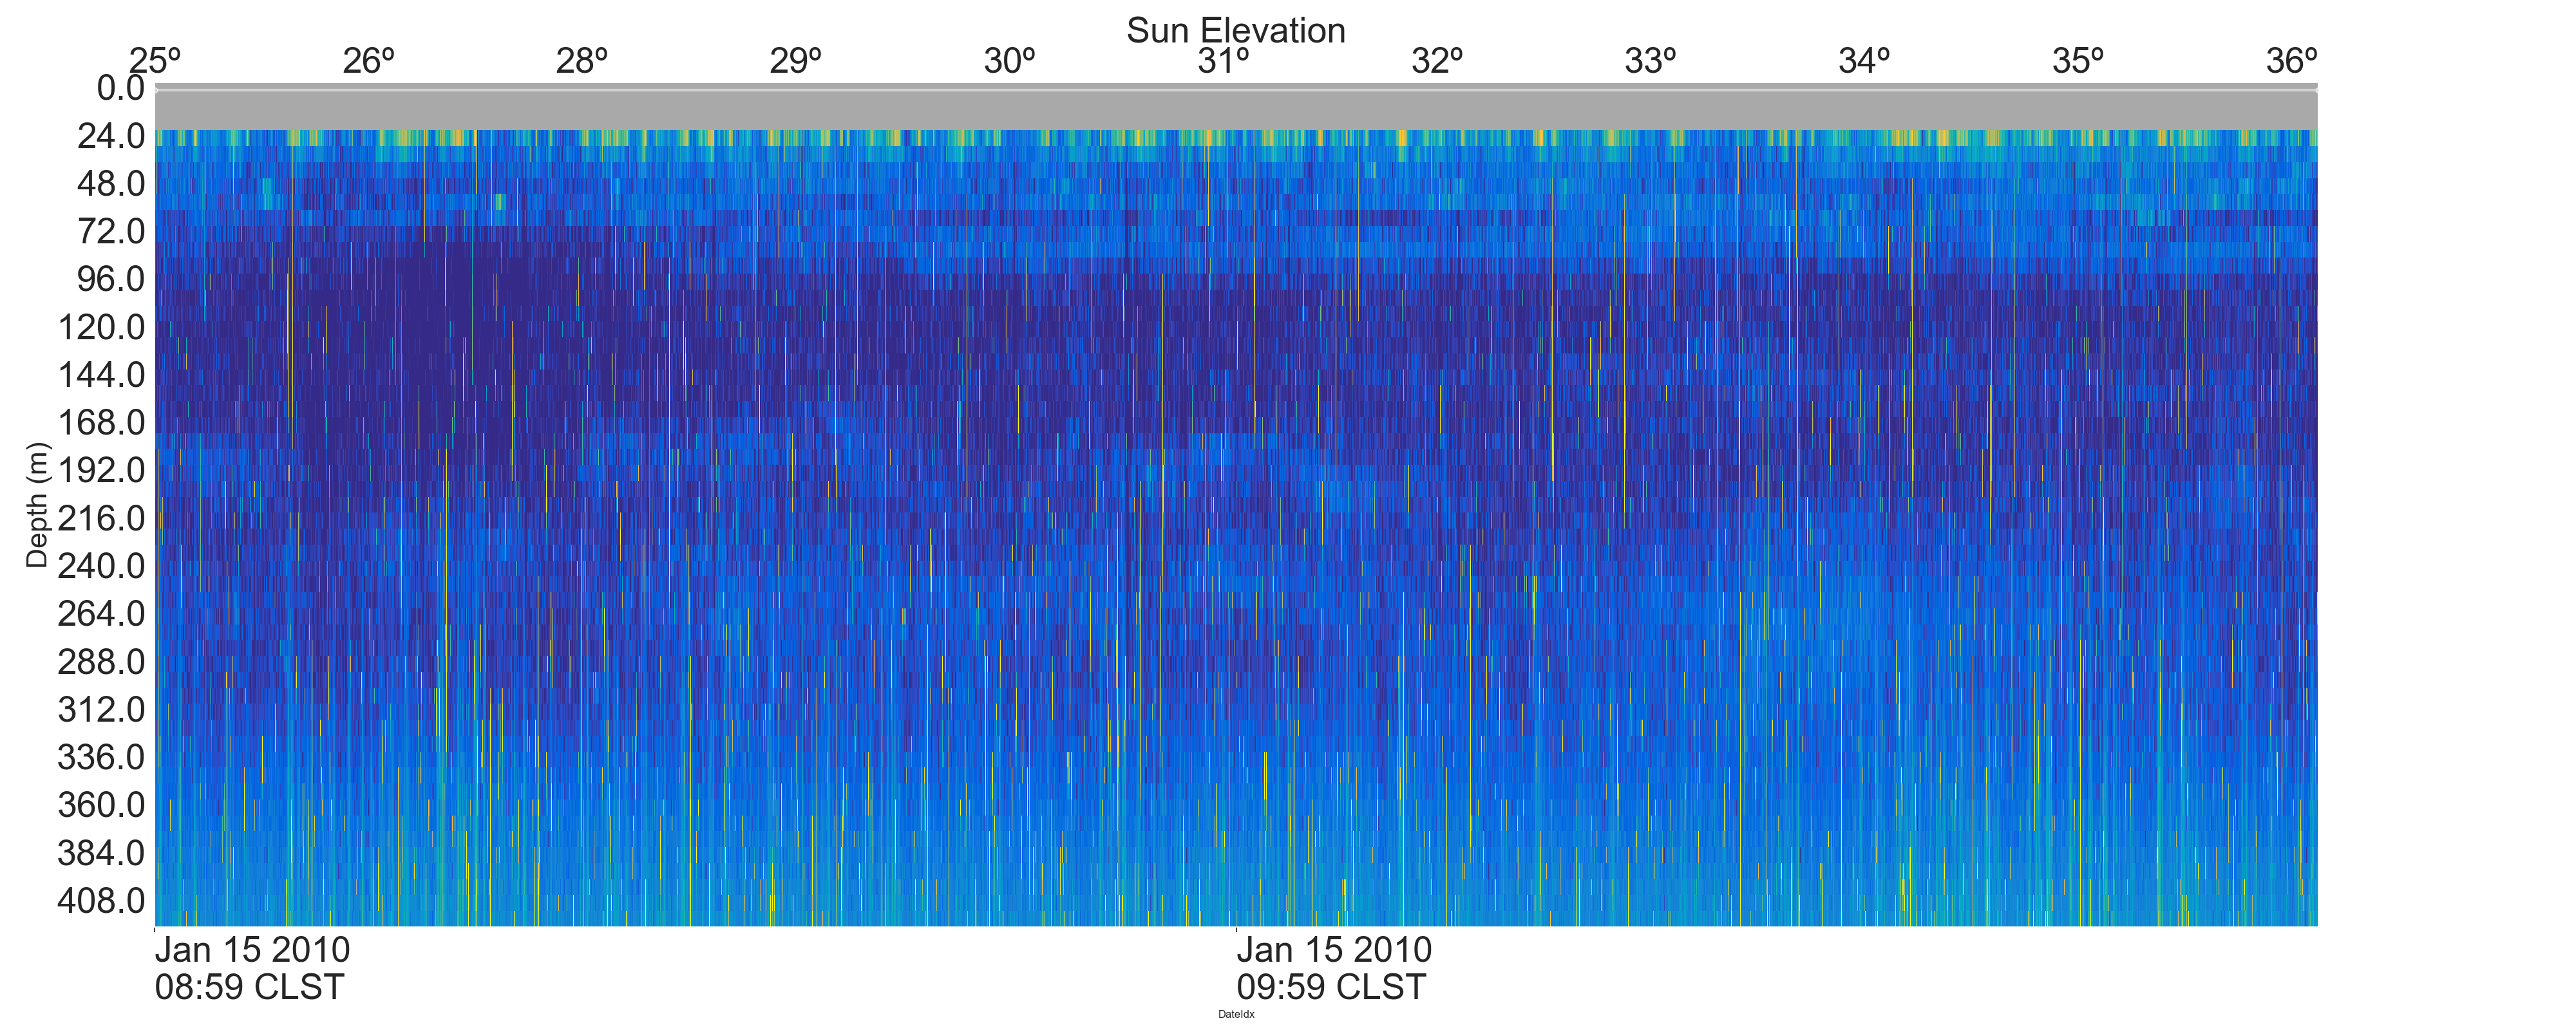 Sun Elevation
25º 26º 27º 28º 29º 30º 31º 32º 33º 34º 35º 36º
0.0
24.0
48.0
72.0
96.0
120.0
144.0
168.0
192.0
216.0
240.0
264.0
288.0
312.0
336.0
360.0
384.0
408.0
Depth (m)
Jan 15 2010
08:59 CLST
Jan 15 2010
09:59 CLST
DateIdx